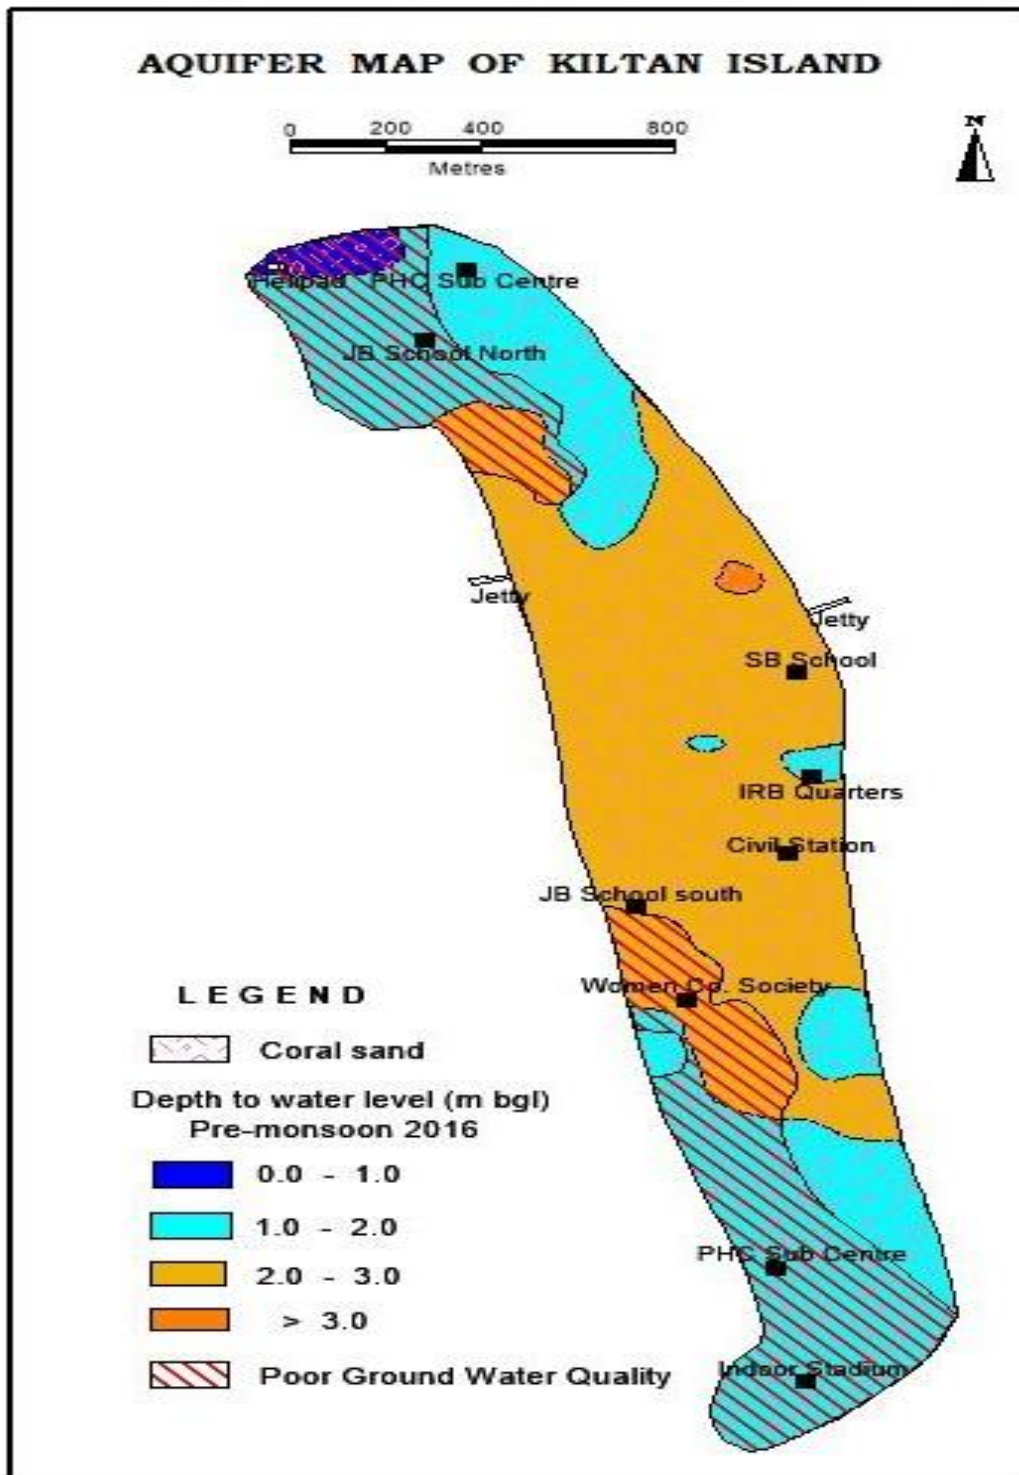 AQUIFER MAP OF KILTAN ISLAND
0 200 400 800
Metres
N
Helipad PHC Sub Centre
JB School North
Jetty
Jetty
SB School
IRB Quarters
Civil Station
JB School south
Women Co. Society
PHC Sub Centre
Indoor Stadium
LEGEND
Coral sand
Depth to water level (m bgl)
Pre-monsoon 2016
0.0 - 1.0
1.0 - 2.0
2.0 - 3.0
> 3.0
Poor Ground Water Quality